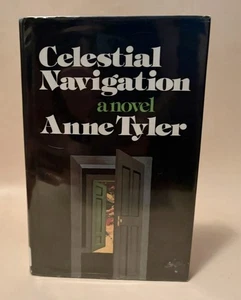 Celestial
Navigation
a novel
Anne Tyler